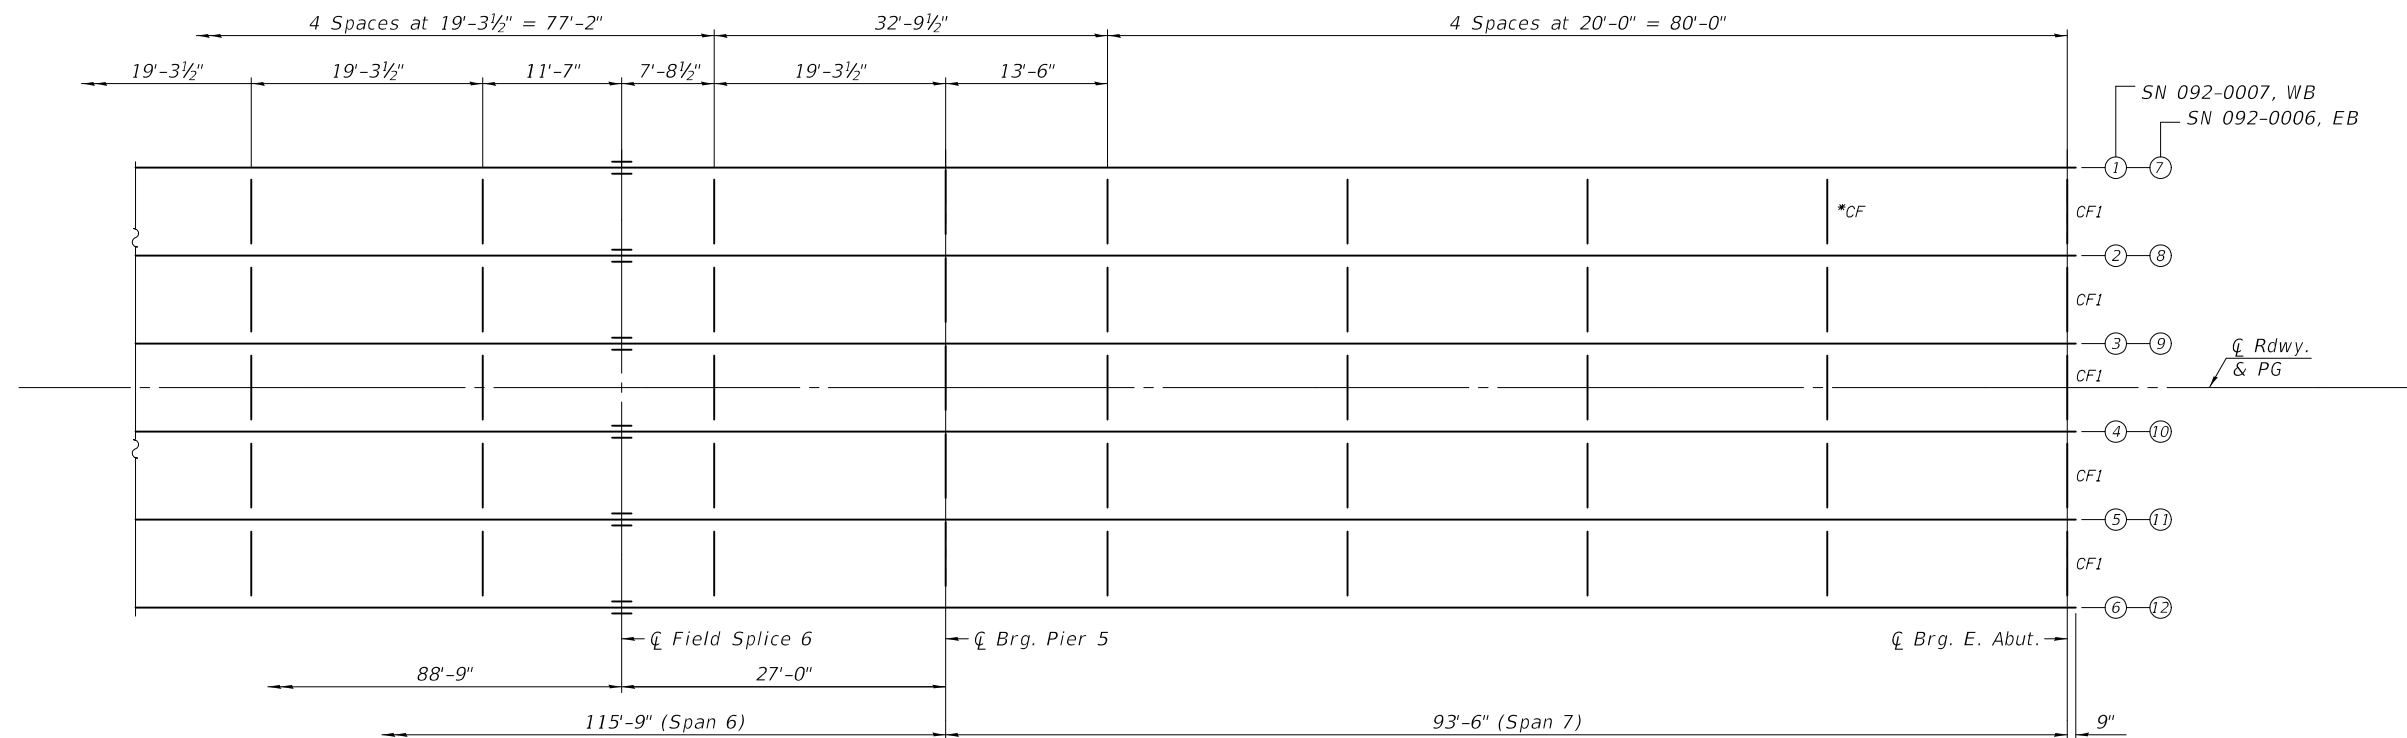 4 Spaces at 19'-3½" = 77'-2"
32'-9½"
4 Spaces at 20'-0" = 80'-0"
19'-3½"
19'-3½"
11'-7"
7'-8½"
19'-3½"
13'-6"
SN 092-0007, WB
SN 092-0006, EB
1
7
*CF
CF1
2
8
CF1
3
9
℄ Rdwy.
& PG
CF1
4
10
CF1
5
11
CF1
6
12
℄ Field Splice 6
℄ Brg. Pier 5
℄ Brg. E. Abut.
88'-9"
27'-0"
115'-9" (Span 6)
93'-6" (Span 7)
9"